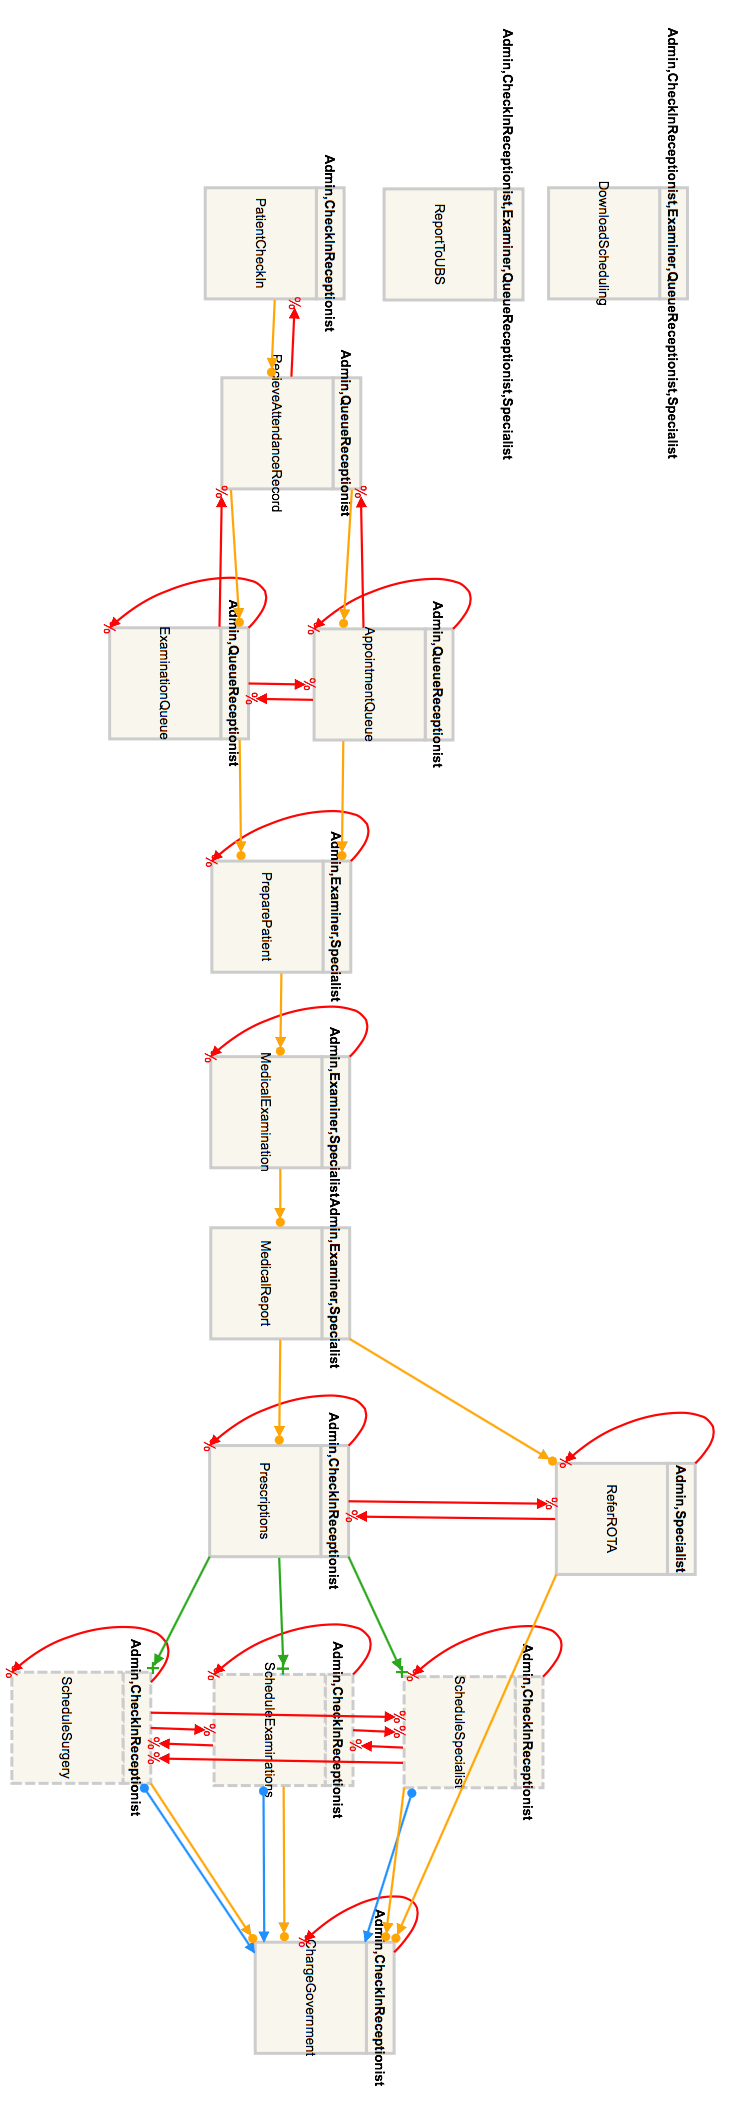 Admin,CheckInReceptionist,Examiner,QueueReceptionist,Specialist
DownloadScheduling
Admin,CheckInReceptionist,Examiner,QueueReceptionist,Specialist
ReportToUBS
Admin,CheckInReceptionist
PatientCheckIn
%
Admin,QueueReceptionist
RecieveAttendanceRecord
%
%
Admin,QueueReceptionist
AppointmentQueue
%
%
Admin,QueueReceptionist
ExaminationQueue
%
%
Admin,Examiner,Specialist
PreparePatient
%
Admin,Examiner,Specialist
MedicalExamination
%
Admin,Examiner,Specialist
MedicalReport
Admin,CheckInReceptionist
Prescriptions
%
%
Admin,Specialist
ReferROTA
%
%
Admin,CheckInReceptionist
ScheduleSpecialist
%
%
%
Admin,CheckInReceptionist
ScheduleExaminations
%
%
%
Admin,CheckInReceptionist
ScheduleSurgery
%
%
%
Admin,CheckInReceptionist
ChargeGovernment
%